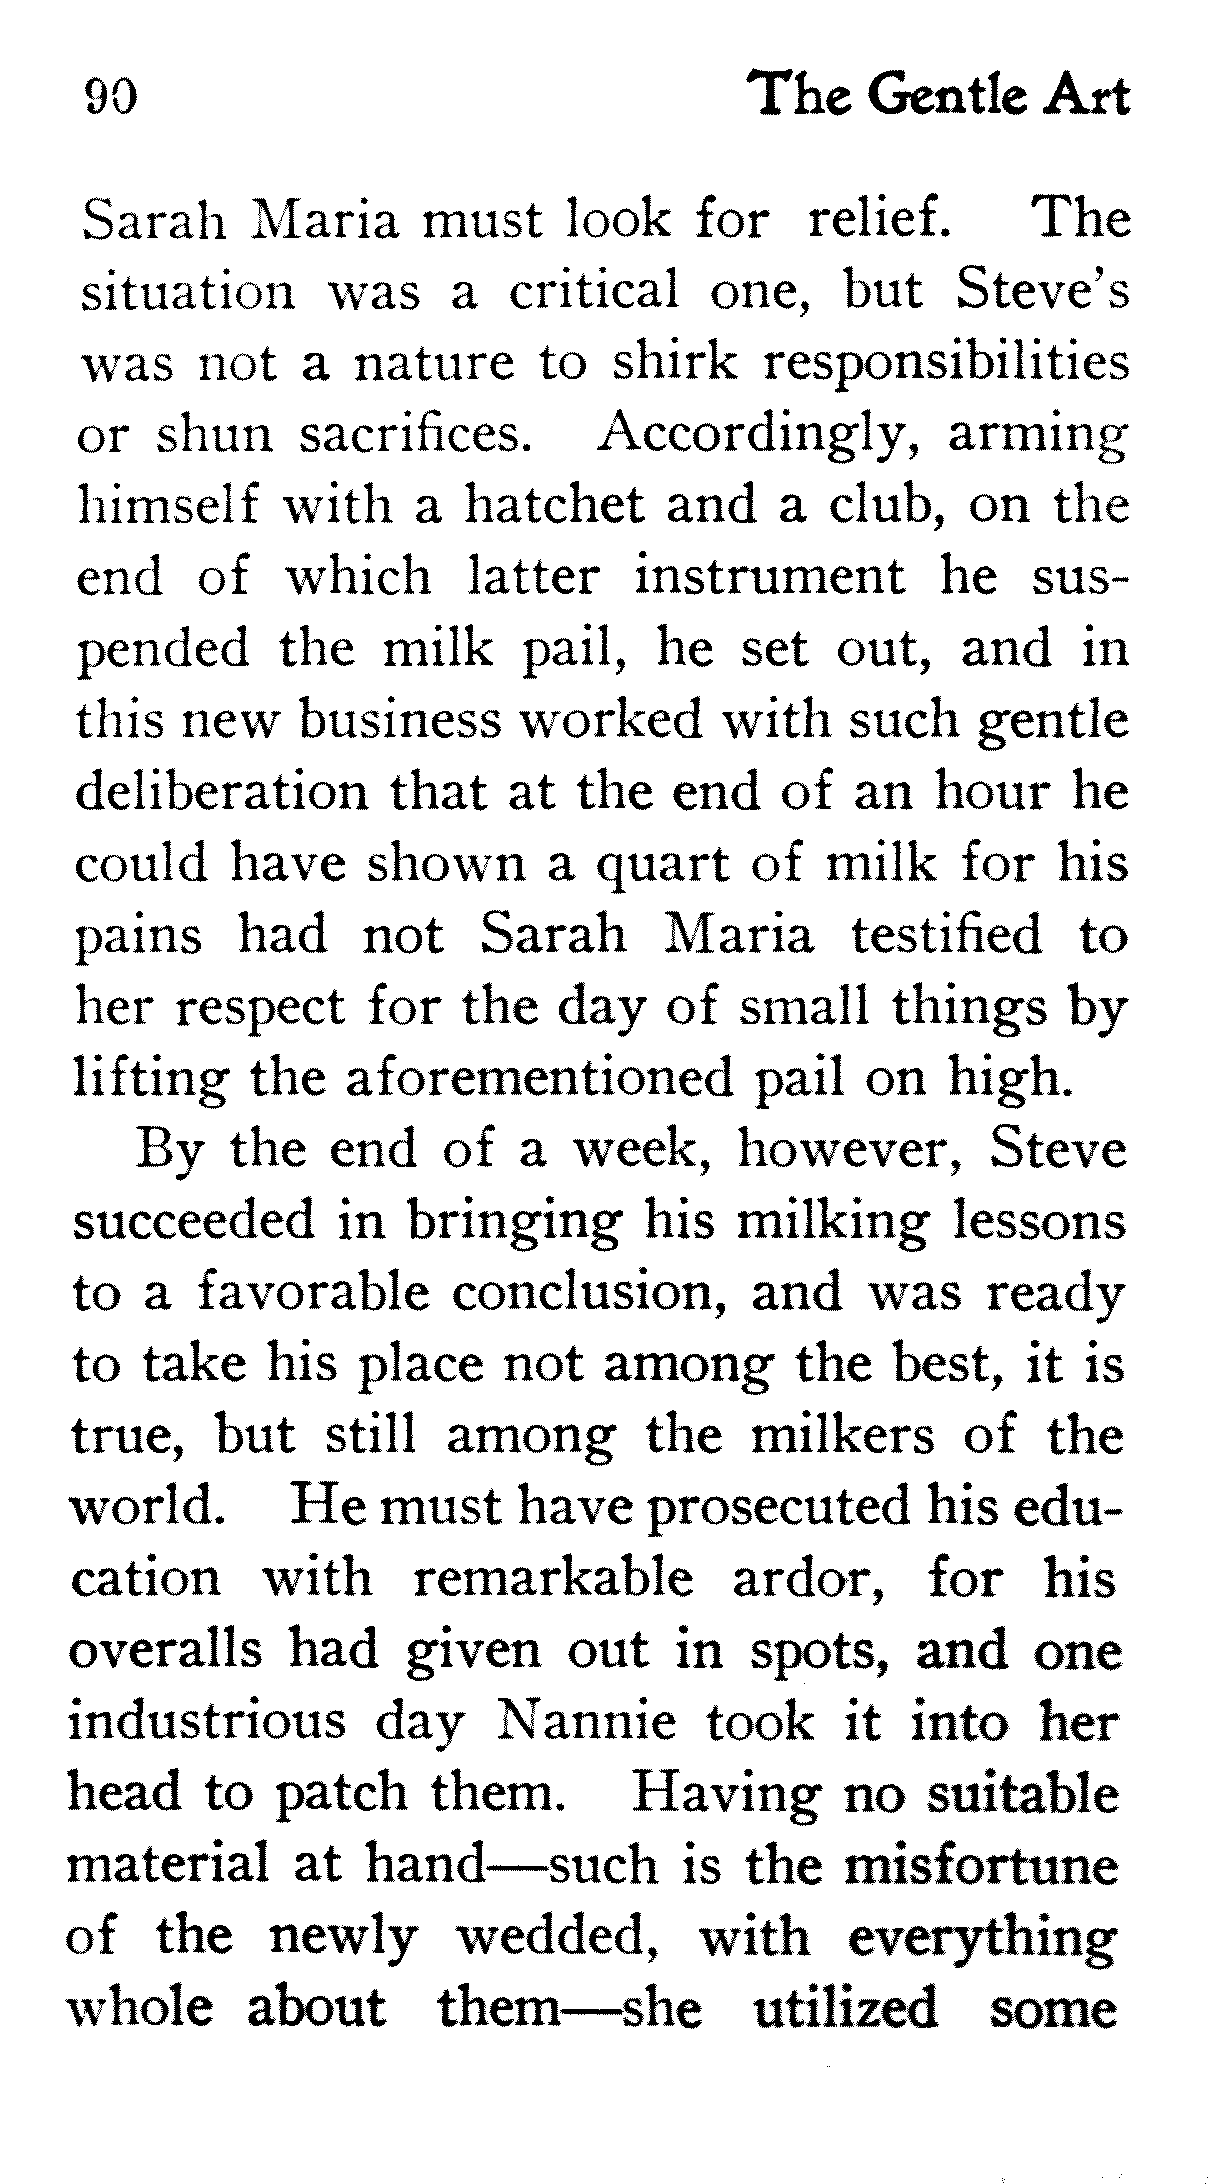 90 The Gentle Art
Sarah Maria must look for relief. The
situation was a critical one, but Steve's
was not a nature to shirk responsibilities
or shun sacrifices. Accordingly, arming
himself with a hatchet and a club, on the
end of which latter instrument he sus-
pended the milk pail, he set out, and in
this new business worked with such gentle
deliberation that at the end of an hour he
could have shown a quart of milk for his
pains had not Sarah Maria testified to
her respect for the day of small things by
lifting the aforementioned pail on high.
By the end of a week, however, Steve
succeeded in bringing his milking lessons
to a favorable conclusion, and was ready
to take his place not among the best, it is
true, but still among the milkers of the
world. He must have prosecuted his edu-
cation with remarkable ardor, for his
overalls had given out in spots, and one
industrious day Nannie took it into her
head to patch them. Having no suitable
material at hand—such is the misfortune
of the newly wedded, with everything
whole about them—she utilized some